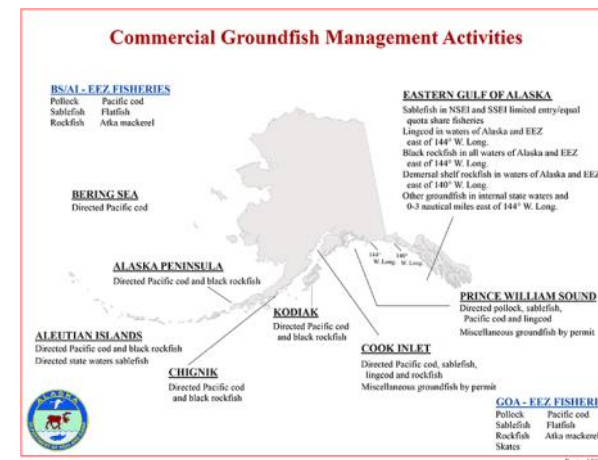 Commercial Groundfish Management Activities
BS/AI - EEZ FISHERIES
Pollock Pacific cod
Sablefish Flatfish
Rockfish Atka mackerel
EASTERN GULF OF ALASKA
Sablefish in NSEI and SSEI limited entry/equal
quota share fisheries
Lingcod in waters of Alaska and EEZ
east of 144° W. Long.
Black rockfish in all waters of Alaska and EEZ
east of 144° W. Long.
Demersal shelf rockfish in waters of Alaska and EEZ
east of 140° W. Long.
Other groundfish in internal state waters and
0-3 nautical miles east of 144° W. Long.
BERING SEA
Directed Pacific cod
144°
W. Long.
140°
W. Long.
ALASKA PENINSULA
Directed Pacific cod and black rockfish
KODIAK
Directed Pacific cod
and black rockfish
PRINCE WILLIAM SOUND
Directed pollock, sablefish,
Pacific cod and lingcod
Miscellaneous groundfish by permit
ALEUTIAN ISLANDS
Directed Pacific cod and black rockfish
Directed state waters sablefish
CHIGNIK
Directed Pacific cod
and black rockfish
COOK INLET
Directed Pacific cod, sablefish,
lingcod and rockfish
Miscellaneous groundfish by permit
ALASKA
GOA - EEZ FISHERI
Pollock Pacific cod
Sablefish Flatfish
Rockfish Atka mackerel
Skates